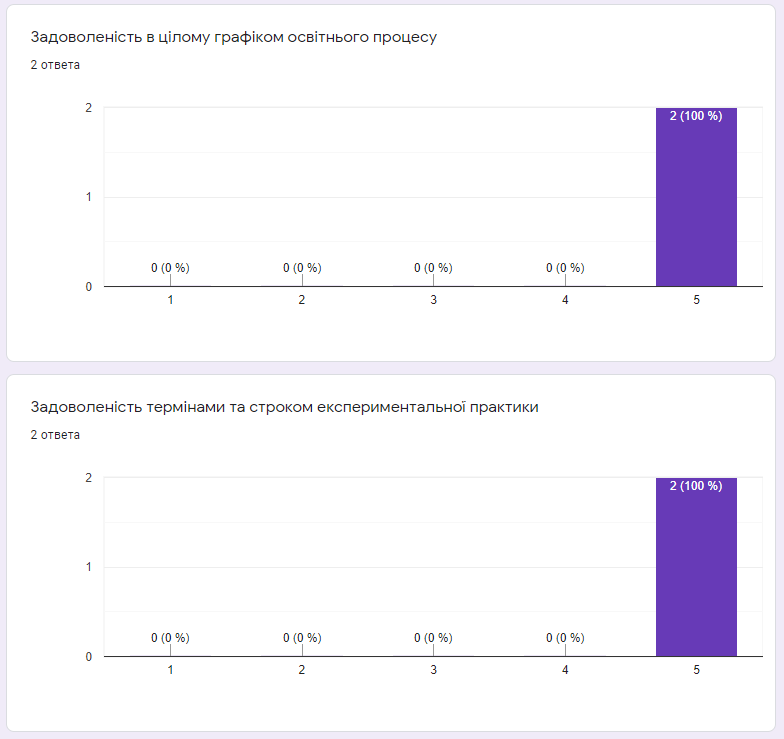 Задоволеність в цілому графіком освітнього процесу
2 ответа
2
2 (100 %)
1
0 (0 %) 0 (0 %) 0 (0 %) 0 (0 %)
0
1 2 3 4 5
Задоволеність термінами та строком експериментальної практики
2 ответа
2
2 (100 %)
1
0 (0 %) 0 (0 %) 0 (0 %) 0 (0 %)
0
1 2 3 4 5